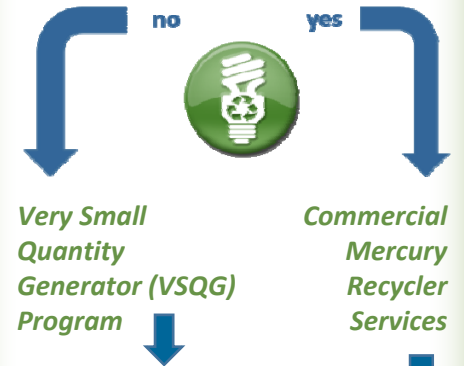 no
yes
Very Small
Quantity
Generator (VSQG)
Program
Commercial
Mercury
Recycler
Services